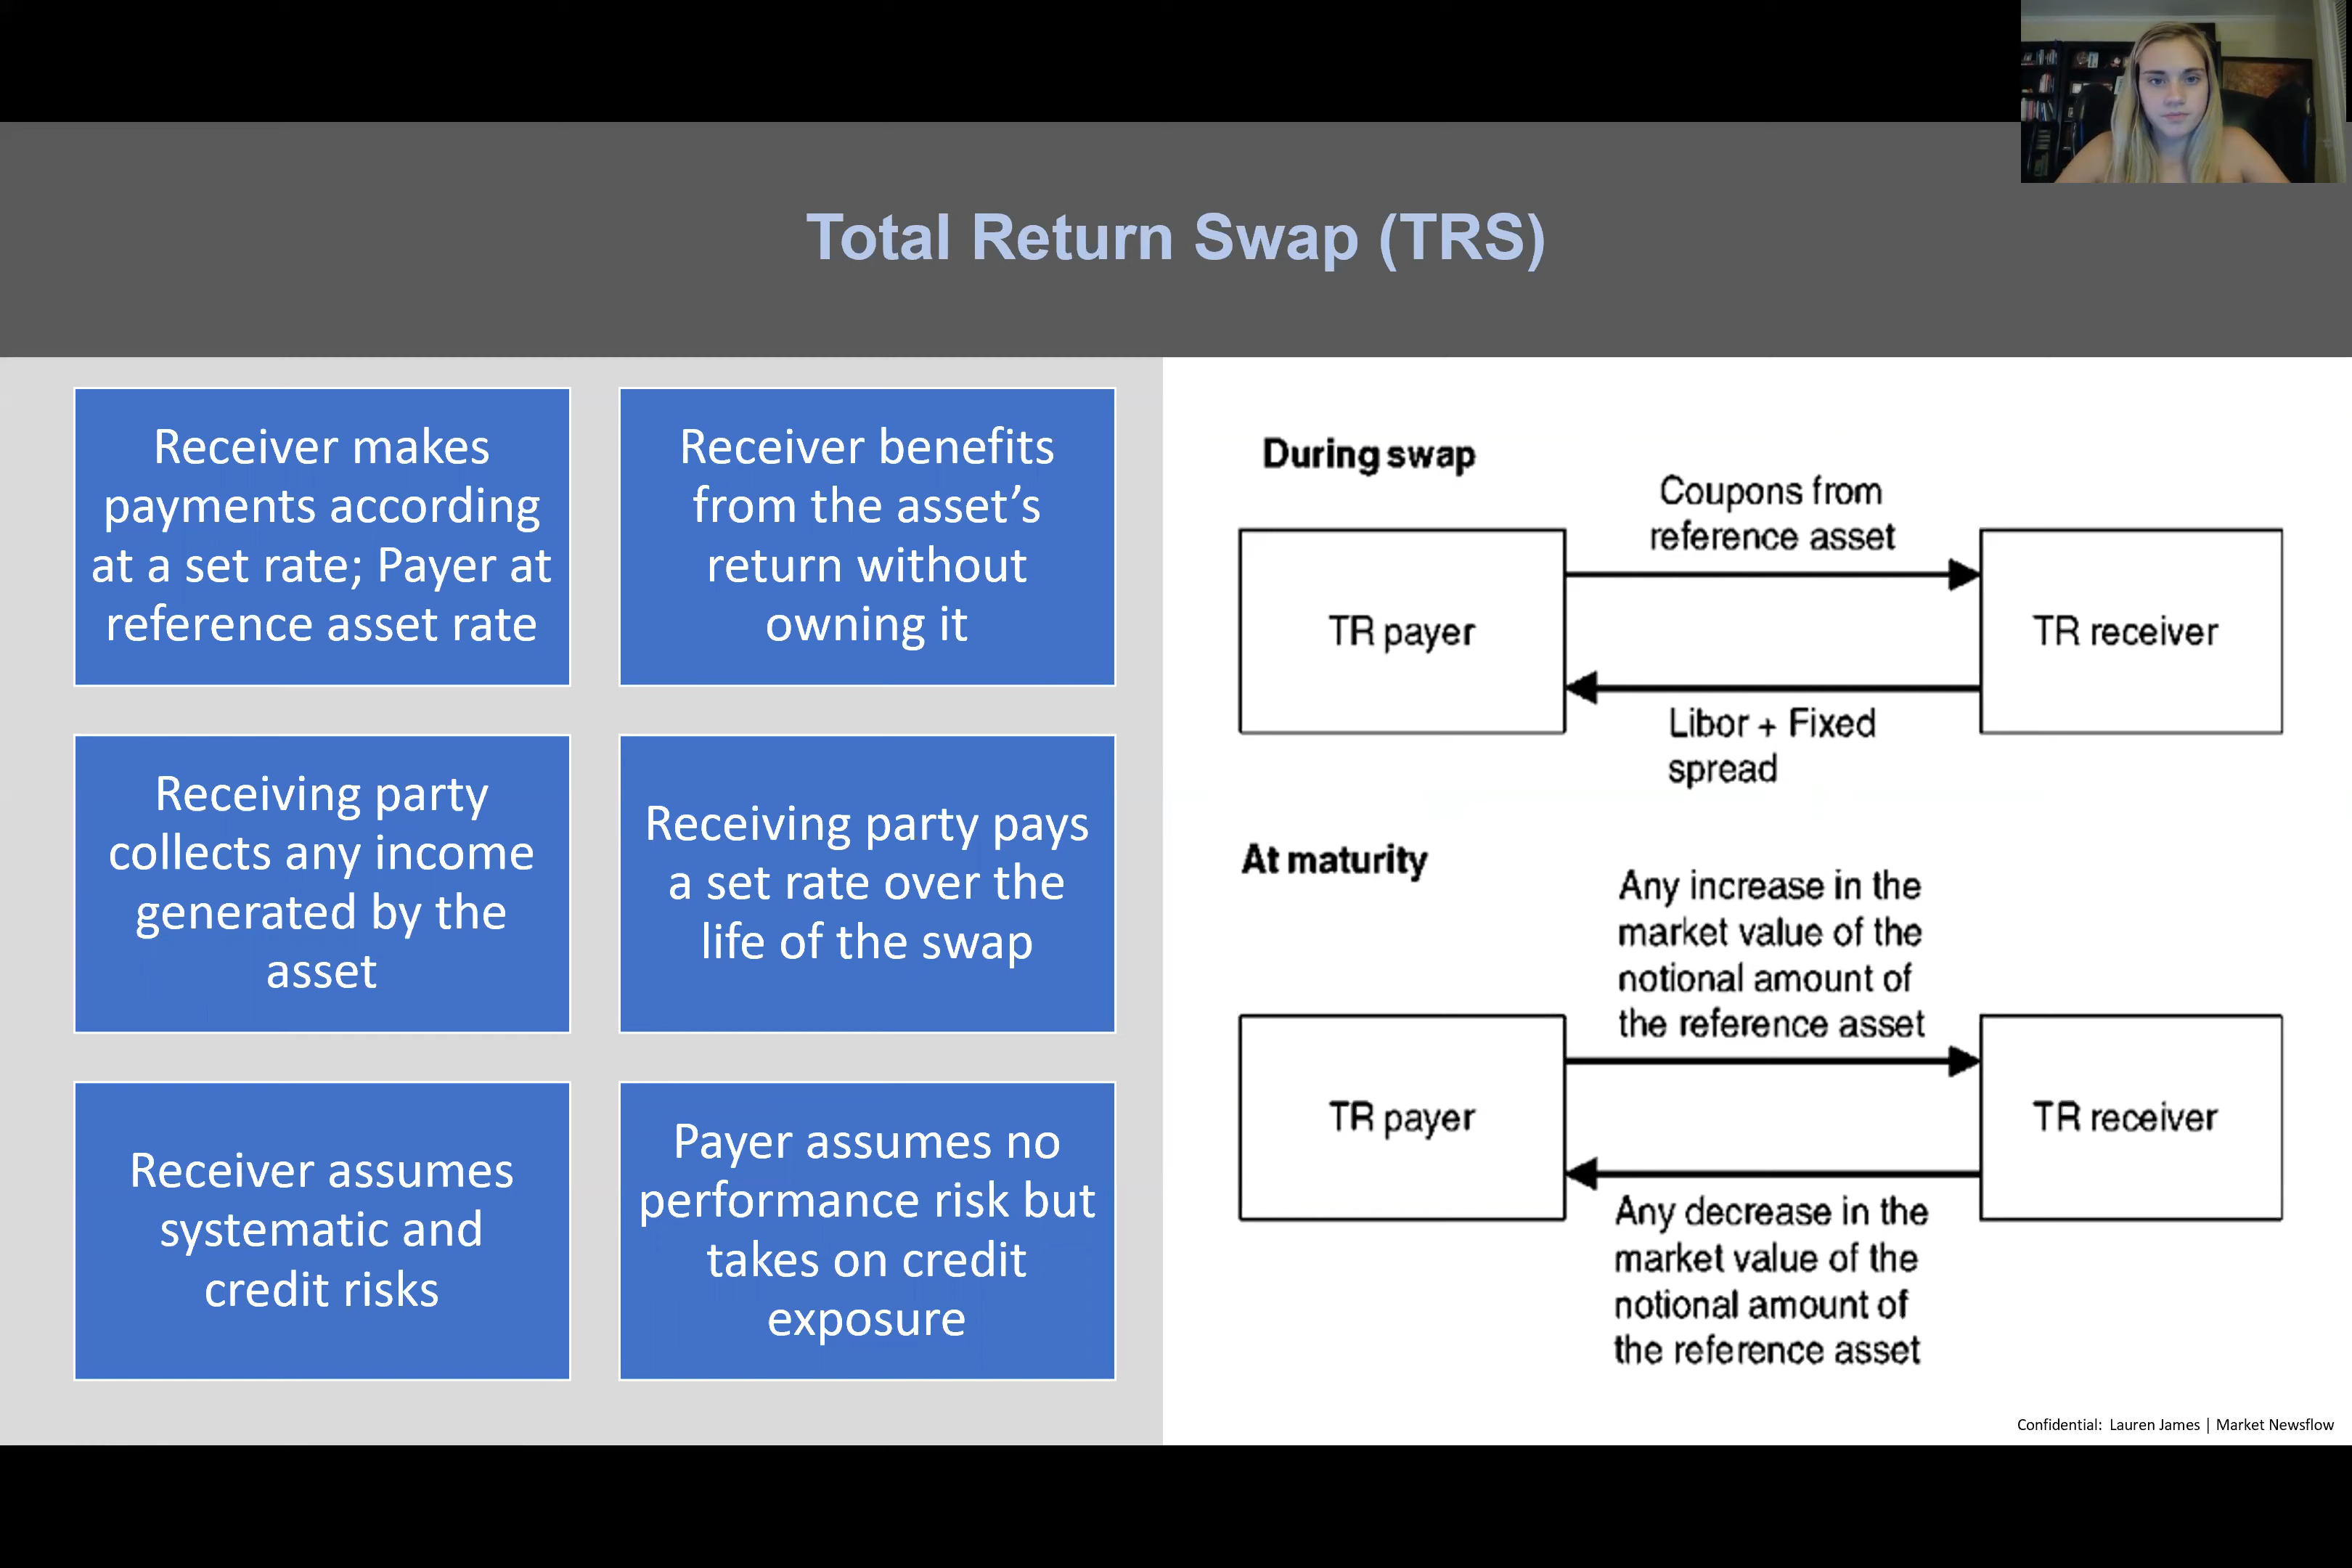 Total Return Swap (TRS)
Receiver makes
payments according
at a set rate; Payer at
reference asset rate
Receiver benefits
from the asset’s
return without
owning it
Receiving party
collects any income
generated by the
asset
Receiving party pays
a set rate over the
life of the swap
Receiver assumes
systematic and
credit risks
Payer assumes no
performance risk but
takes on credit
exposure
During swap
Coupons from
reference asset
TR payer
TR receiver
Libor + Fixed
spread
At maturity
Any increase in the
market value of the
notional amount of
the reference asset
TR payer
TR receiver
Any decrease in the
market value of the
notional amount of
the reference asset
Confidential: Lauren James | Market Newsflow